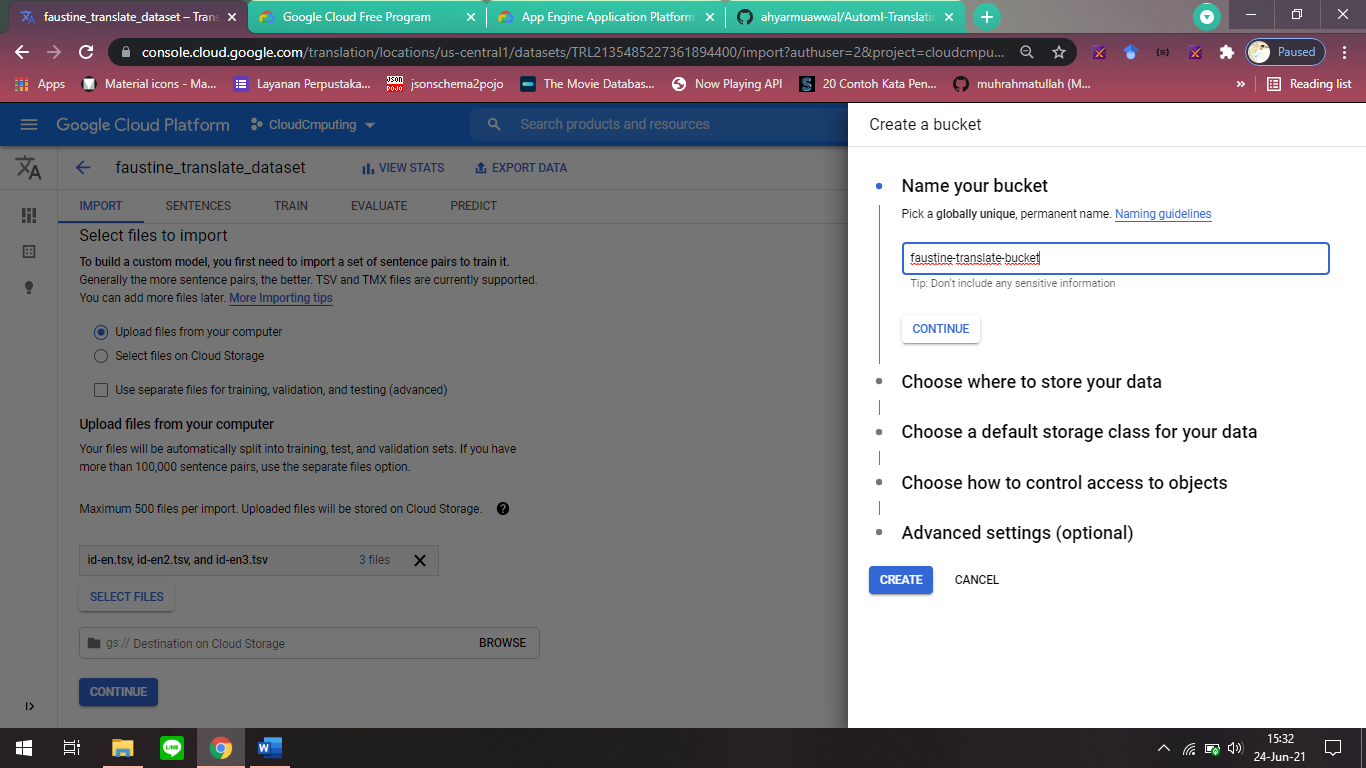 faustine_translate_dataset – Tran
Google Cloud Free Program
App Engine Application Platform
ahyarmuawwal/Automl-Translatio
console.cloud.google.com/translation/locations/us-central1/datasets/TRL2135485227361894400/import?authuser=2&project=cloudcmpu...
Paused
Apps
Material icons - Ma...
Layanan Perpustaka...
jsonschema2pojo
The Movie Databas...
Now Playing API
20 Contoh Kata Pen...
muhrahmatullah (M...
»
Reading list
Google Cloud Platform
CloudCmputing
Search products and resources
faustine_translate_dataset
VIEW STATS
EXPORT DATA
IMPORT
SENTENCES
TRAIN
EVALUATE
PREDICT
Select files to import
To build a custom model, you first need to import a set of sentence pairs to train it.
Generally the more sentence pairs, the better. TSV and TMX files are currently supported.
You can add more files later. More Importing tips
Upload files from your computer
Select files on Cloud Storage
Use separate files for training, validation, and testing (advanced)
Upload files from your computer
Your files will be automatically split into training, test, and validation sets. If you have
more than 100,000 sentence pairs, use the separate files option.
Maximum 500 files per import. Uploaded files will be stored on Cloud Storage.
id-en.tsv, id-en2.tsv, and id-en3.tsv
3 files
SELECT FILES
gs:// Destination on Cloud Storage
BROWSE
CONTINUE
Create a bucket
Name your bucket
Pick a globally unique, permanent name. Naming guidelines
faustine-translate-bucket
Tip: Don't include any sensitive information
CONTINUE
Choose where to store your data
Choose a default storage class for your data
Choose how to control access to objects
Advanced settings (optional)
CREATE
CANCEL
15:32
24-Jun-21